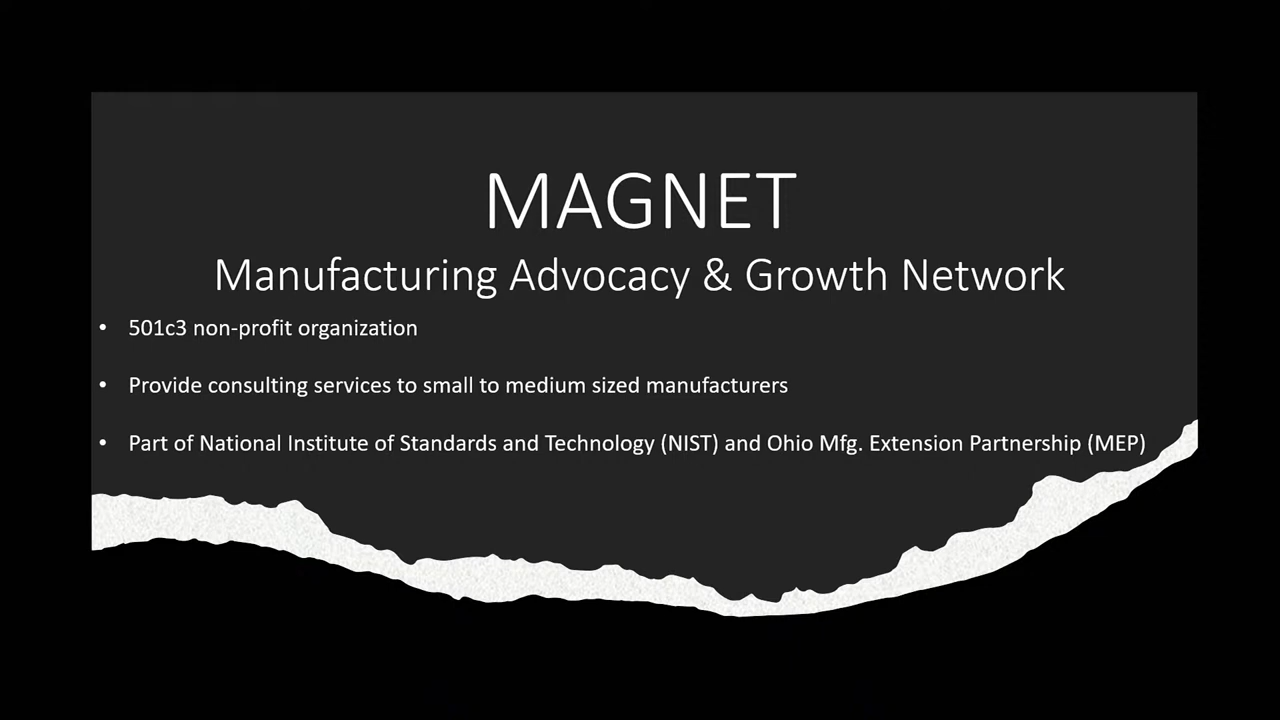 MAGNET
Manufacturing Advocacy & Growth Network
• 501c3 non-profit organization
• Provide consulting services to small to medium sized manufacturers
• Part of National Institute of Standards and Technology (NIST) and Ohio Mfg. Extension Partnership (MEP)